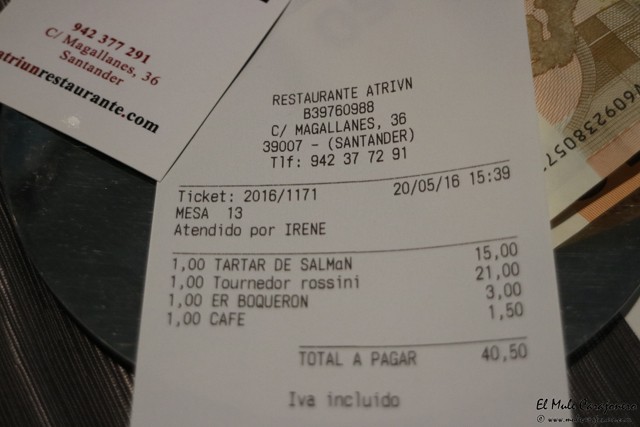 942 377 291
C/ Magallanes, 36
Santander
atriunrestaurante.com
RESTAURANTE ATRIVN
B39760988
C/ MAGALLANES, 36
39007 - (SANTANDER)
Tlf: 942 37 72 91
Ticket: 2016/1171 20/05/16 15:39
MESA 13
Atendido por IRENE
1,00 TARTAR DE SALMaN 15,00
1,00 Tournedor rossini 21,00
1,00 ER BOQUERON 3,00
1,00 CAFE 1,50
TOTAL A PAGAR 40,50
Iva incluido
El Mule